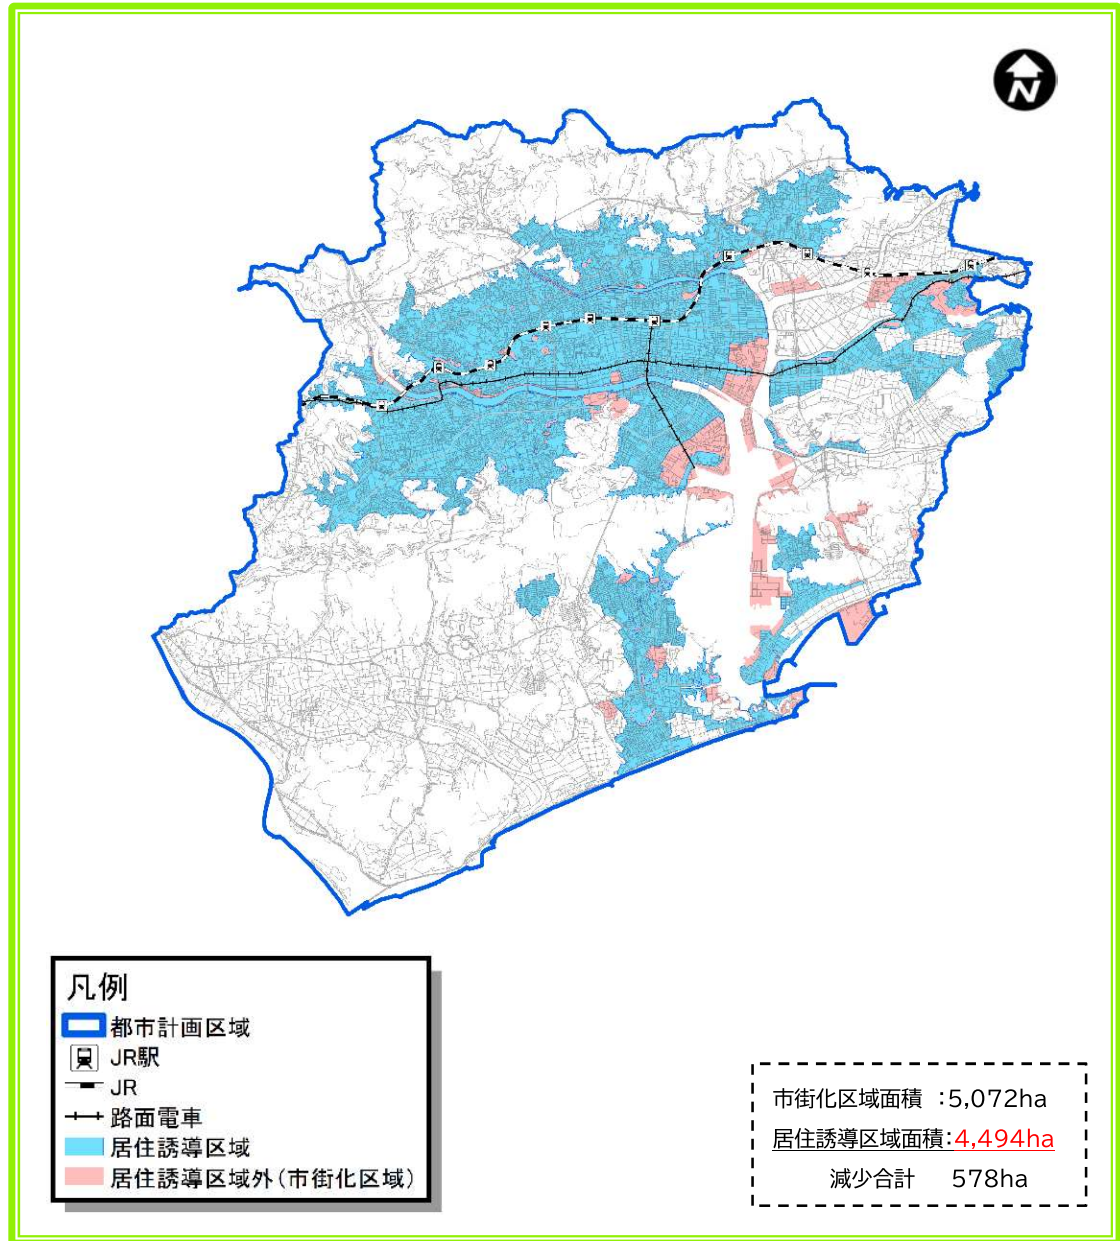 N
凡例
都市計画区域
JR駅
JR
路面電車
居住誘導区域
居住誘導区域外(市街化区域)
市街化区域面積 :5,072ha
居住誘導区域面積:4,494ha
減少合計 578ha